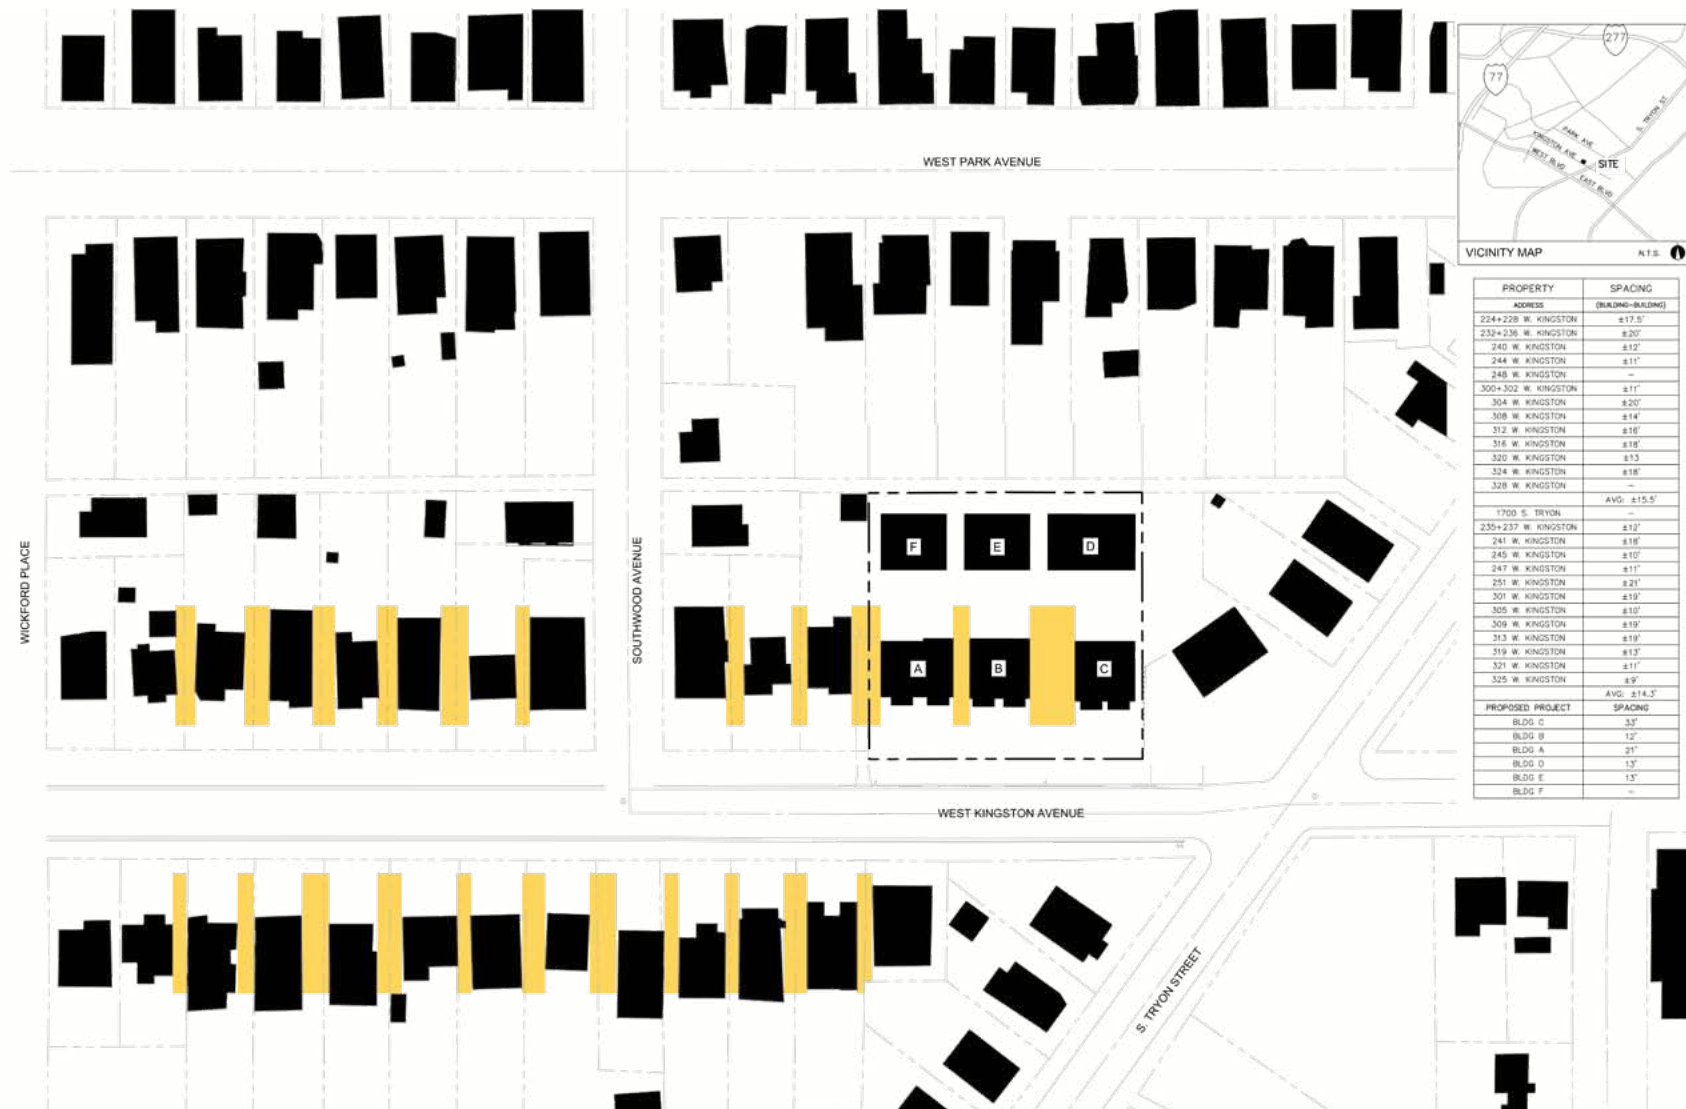 277
77
S. TRYON ST.
PARK AVE
KINGSTON AVE
WEST BLVD
SITE
EAST BLVD
VICINITY MAP N.T.S.
WEST PARK AVENUE
PROPERTY SPACING
ADDRESS (BUILDING-BUILDING)
224+228 W. KINGSTON ±17.5'
232+236 W. KINGSTON ±20'
240 W. KINGSTON ±12'
244 W. KINGSTON ±11'
248 W. KINGSTON -
300+302 W. KINGSTON ±11'
304 W. KINGSTON ±20'
308 W. KINGSTON ±14'
312 W. KINGSTON ±16'
316 W. KINGSTON ±18'
320 W. KINGSTON ±13
324 W. KINGSTON ±18'
328 W. KINGSTON -
AVG: ±15.5'
1700 S. TRYON -
235+237 W. KINGSTON ±12'
241 W. KINGSTON ±18'
245 W. KINGSTON ±10'
247 W. KINGSTON ±11'
251 W. KINGSTON ±21'
301 W. KINGSTON ±19'
305 W. KINGSTON ±10'
309 W. KINGSTON ±19'
313 W. KINGSTON ±19'
319 W. KINGSTON ±13'
321 W. KINGSTON ±11'
325 W. KINGSTON ±9'
AVG: ±14.3'
PROPOSED PROJECT SPACING
BLDG C 33'
BLDG B 12'
BLDG A 21'
BLDG D 13'
BLDG E 13'
BLDG F -
WICKFORD PLACE
SOUTHWOOD AVENUE
F E D
A B C
WEST KINGSTON AVENUE
S. TRYON STREET